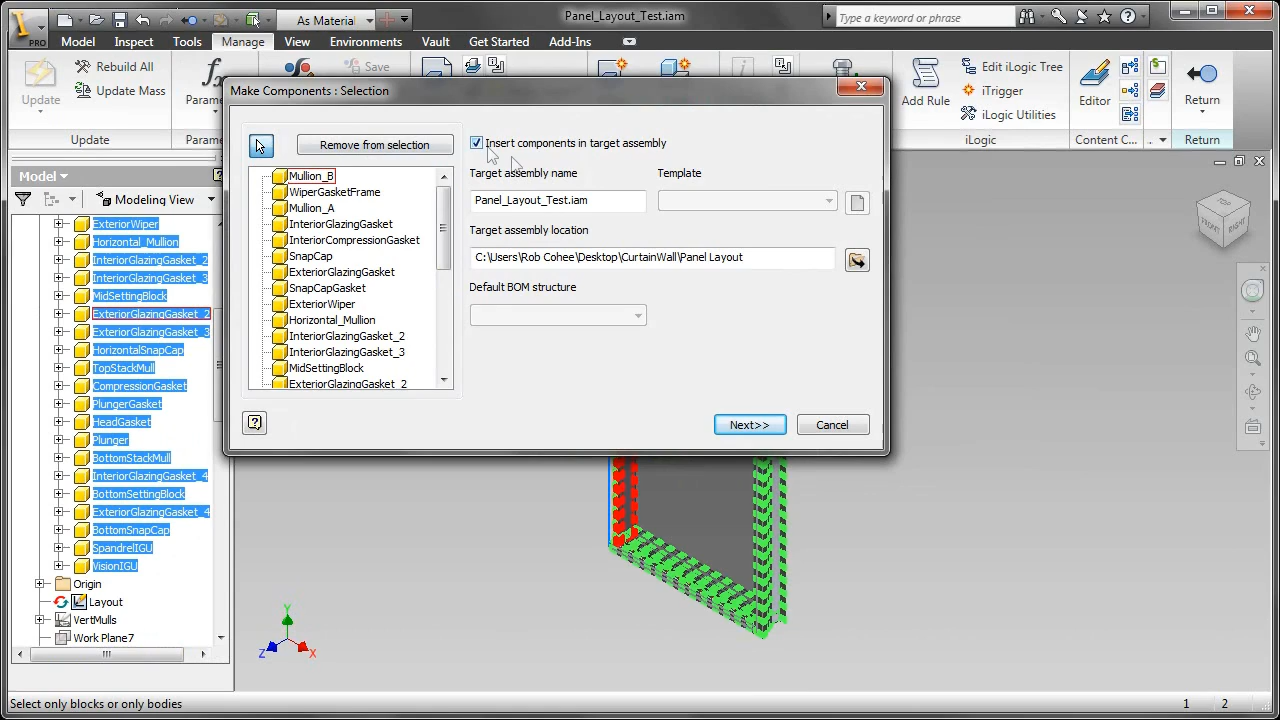 PRO
As Material
Panel_Layout_Test.iam
Type a keyword or phrase
Model
Inspect
Tools
Manage
View
Environments
Vault
Get Started
Add-Ins
Update
Rebuild All
Update Mass
Update
Parame
Save
Add Rule
Edit iLogic Tree
iTrigger
iLogic Units
iLogic
Editor
Content C...
Return
Return
Model
Modeling View
ExteriorWiper
Horizontal_Mullion
InteriorGlazingGasket_2
InteriorGlazingGasket_3
MidSettingBlock
ExteriorGlazingGasket_2
ExteriorGlazingGasket_3
HorizontalSnapCap
TopStackMull
CompressionGasket
PlungerGasket
HeadGasket
Plunger
BottomStackMull
InteriorGlazingGasket_4
BottomSettingBlock
ExteriorGlazingGasket_4
BottomSnapCap
SpandrelIGU
VisionIGU
Origin
Layout
VertMulls
Work Plane7
Make Components : Selection
Remove from selection
Mullion_B
WiperGasketFrame
Mullion_A
InteriorGlazingGasket
InteriorCompressionGasket
SnapCap
ExteriorGlazingGasket
SnapCapGasket
ExteriorWiper
Horizontal_Mullion
InteriorGlazingGasket_2
InteriorGlazingGasket_3
MidSettingBlock
ExteriorGlazingGasket_2
Insert components in target assembly
Target assembly name
Template
Panel_Layout_Test.iam
Target assembly location
C:\Users\Rob Cohee\Desktop\CurtainWall\Panel Layout
Default BOM structure
Next>>
Cancel
FRONT
RIGHT
Y
Z
X
Select only blocks or only bodies
1
2